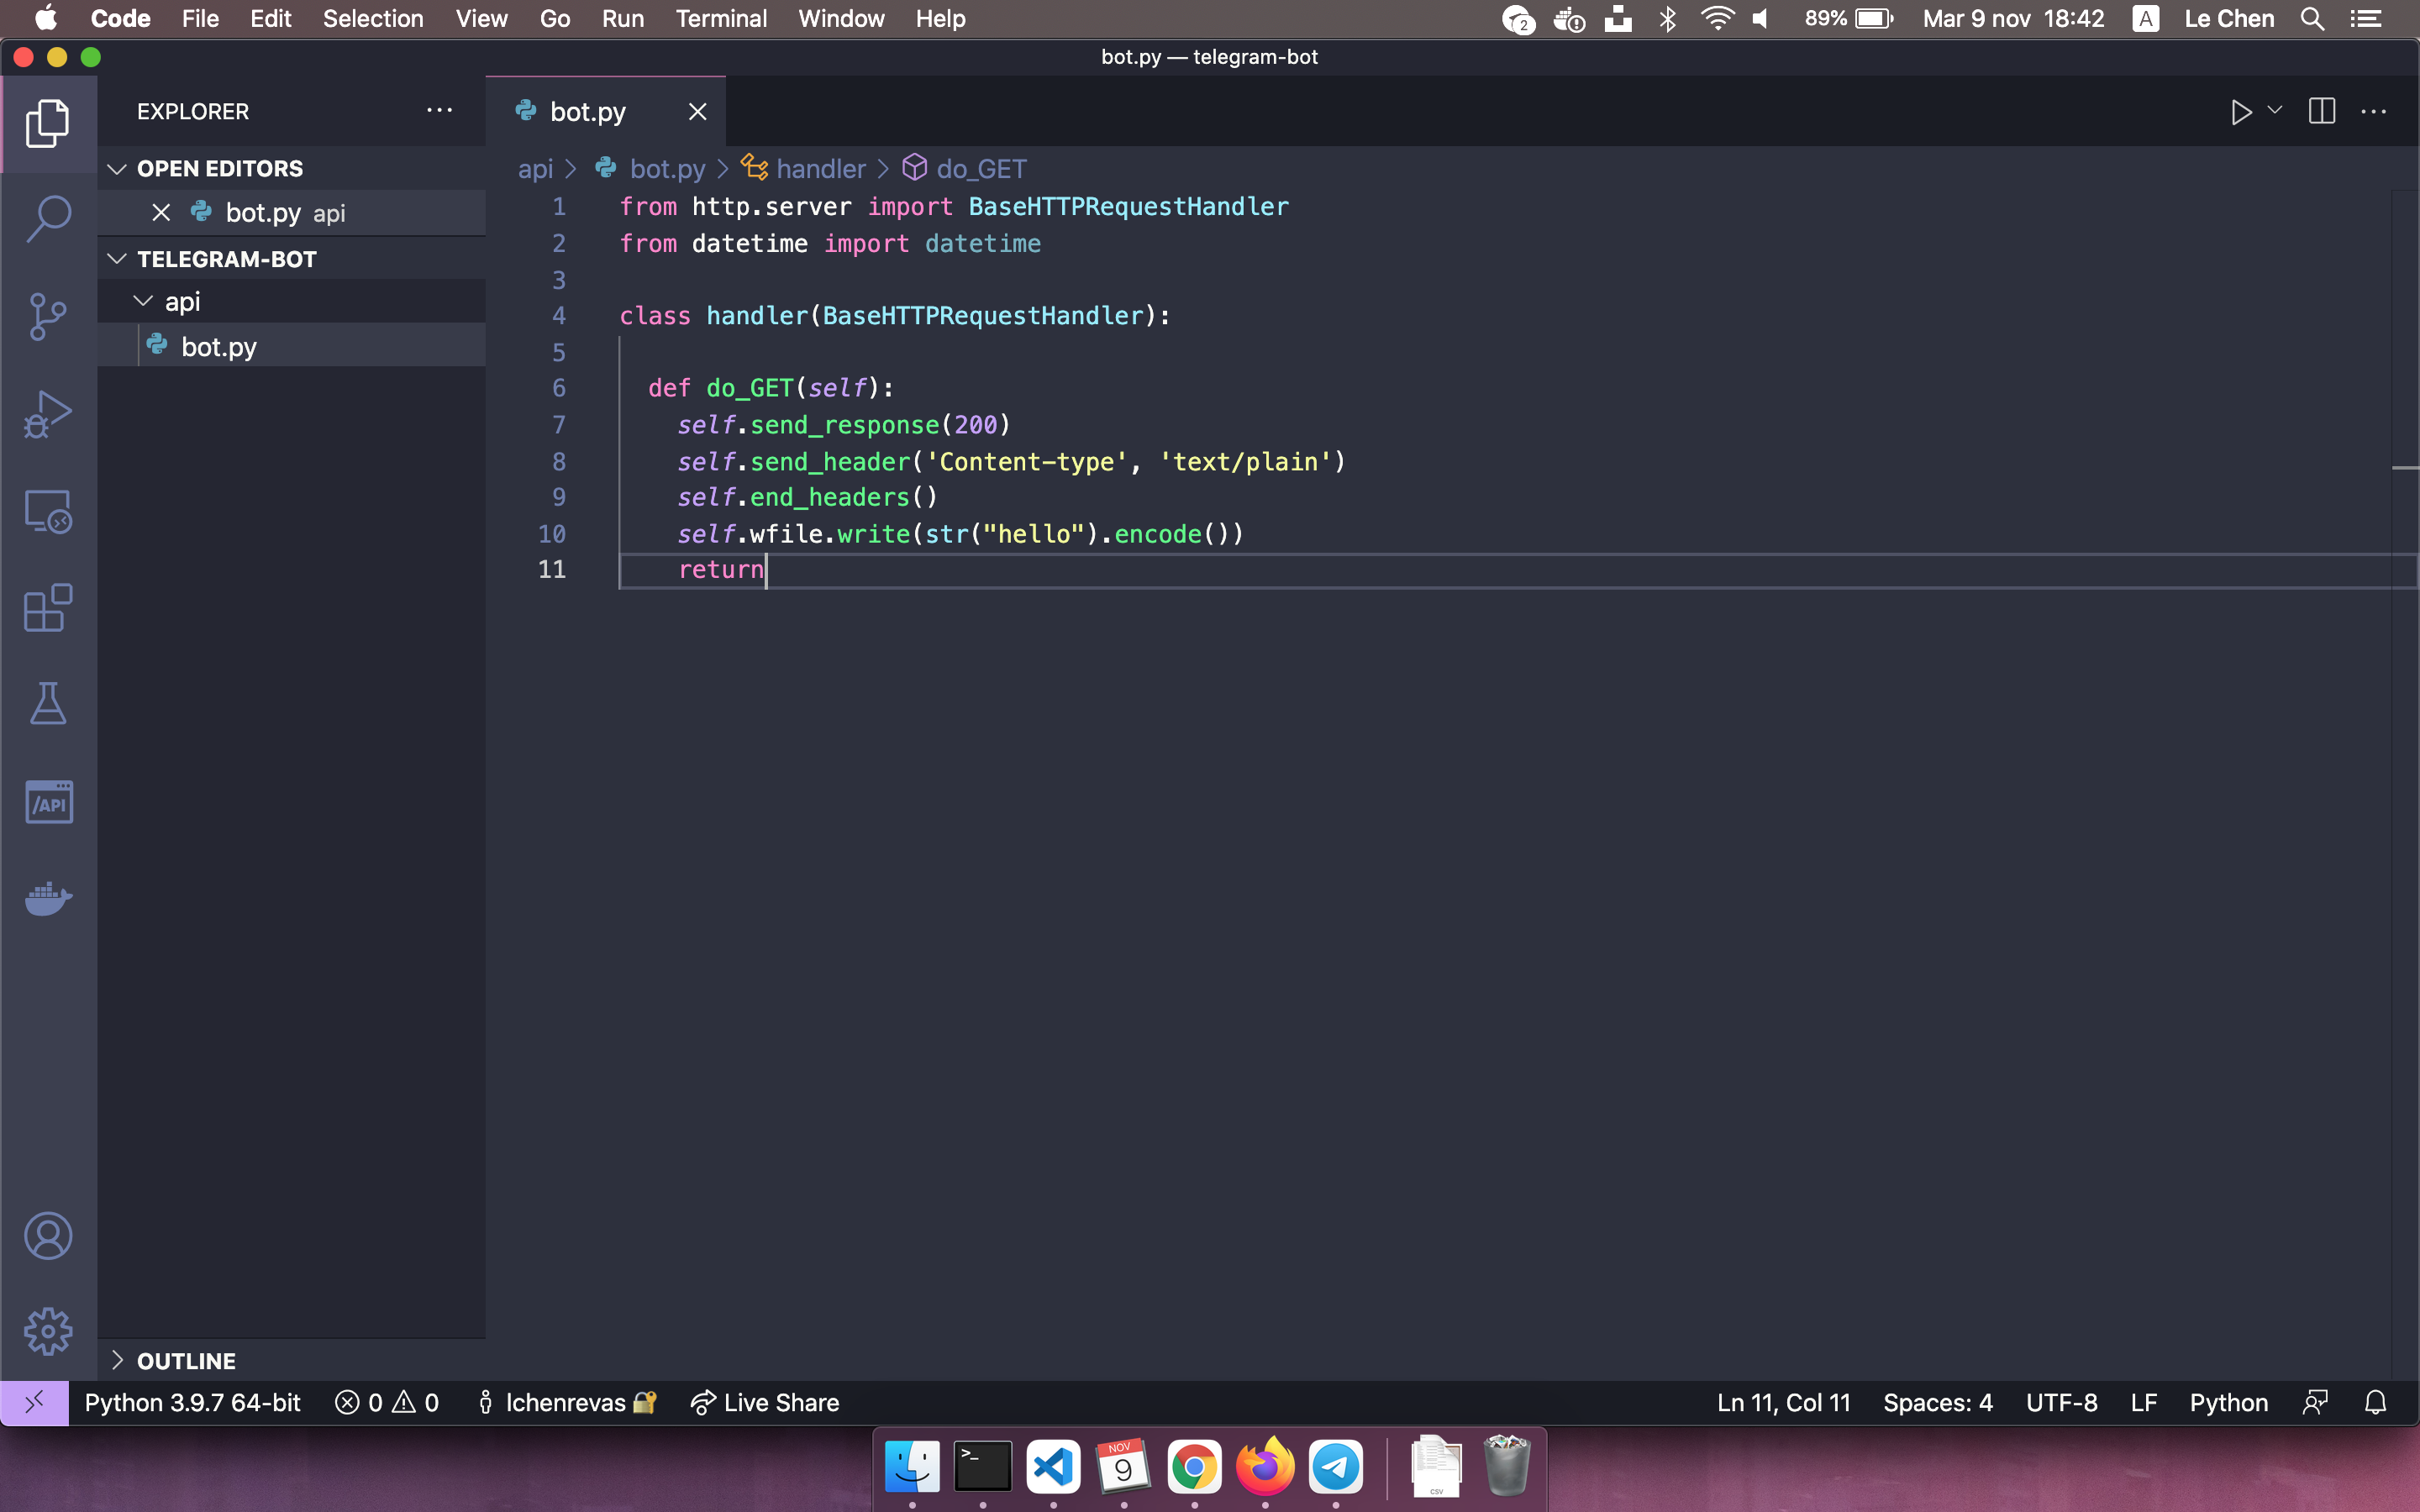 Code File Edit Selection View Go Run Terminal Window Help 2 89% Mar 9 nov 18:42 A Le Chen
bot.py — telegram-bot
EXPLORER
OPEN EDITORS
bot.py api
TELEGRAM-BOT
api
bot.py
bot.py
api > bot.py > handler > do_GET
1 from http.server import BaseHTTPRequestHandler
2 from datetime import datetime
3
4 class handler(BaseHTTPRequestHandler):
5
6 def do_GET(self):
7 self.send_response(200)
8 self.send_header('Content-type', 'text/plain')
9 self.end_headers()
10 self.wfile.write(str("hello").encode())
11 return
/API
OUTLINE
Python 3.9.7 64-bit 0 0 lchenrevas Live Share Ln 11, Col 11 Spaces: 4 UTF-8 LF Python
>_
NOV
9
CSV